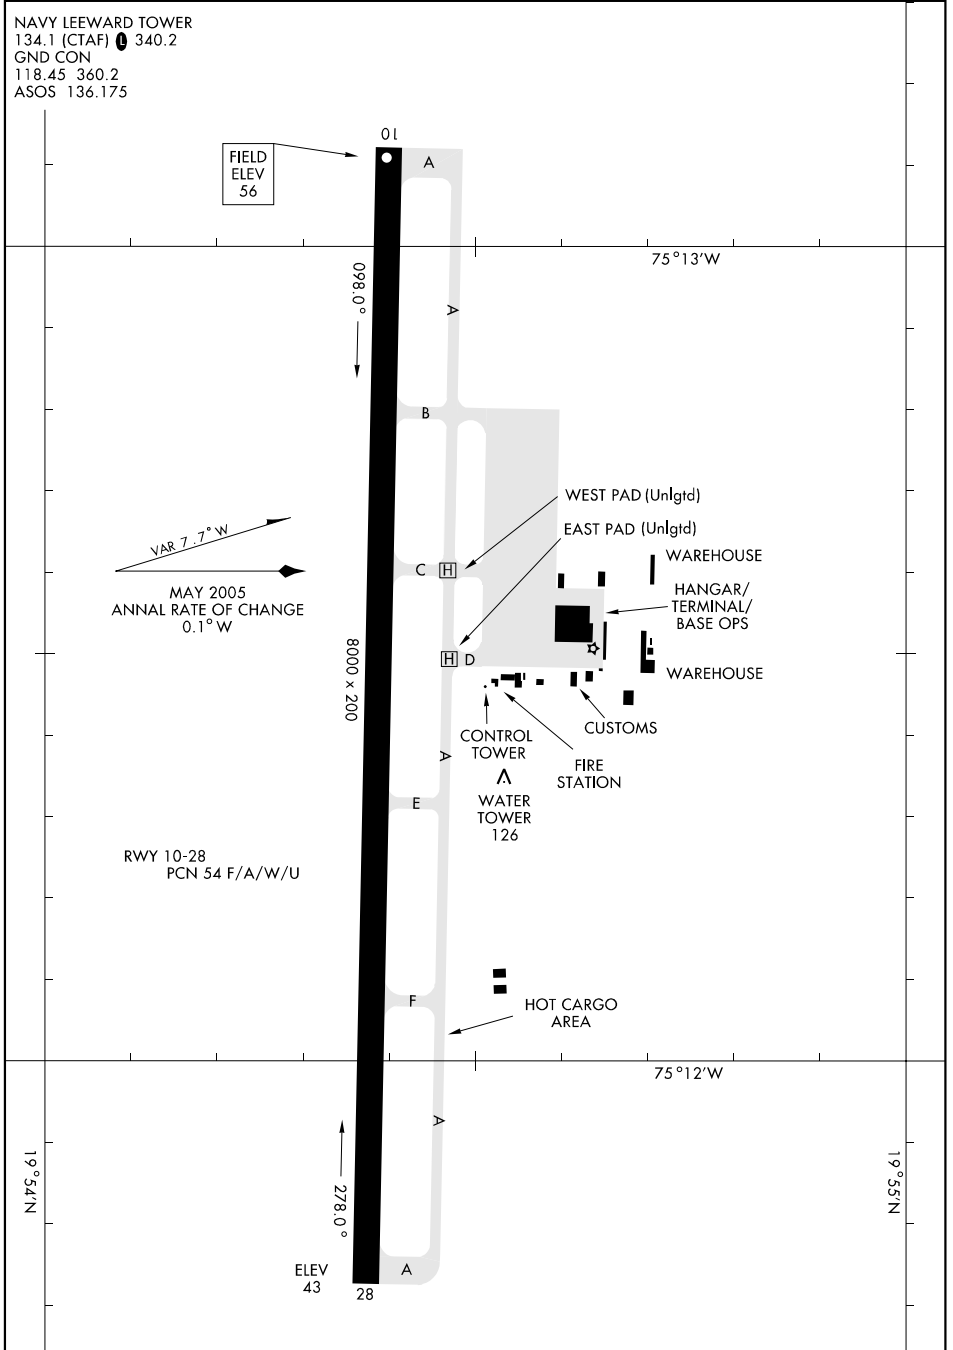 NAVY LEEWARD TOWER
134.1 (CTAF) L 340.2
GND CON
118.45 360.2
ASOS 136.175
10
FIELD
ELEV
56
A
75°13'W
098.0°
A
B
WEST PAD (Unlgtd)
EAST PAD (Unlgtd)
VAR 7.7° W
WAREHOUSE
C
H
MAY 2005
ANNAL RATE OF CHANGE
0.1° W
HANGAR/
TERMINAL/
BASE OPS
8000 x 200
H
D
WAREHOUSE
CUSTOMS
CONTROL
TOWER
A
FIRE
STATION
WATER
TOWER
126
E
RWY 10-28
PCN 54 F/A/W/U
F
HOT CARGO
AREA
75°12'W
A
19°54'N
19°55'N
278.0°
ELEV
43
A
28